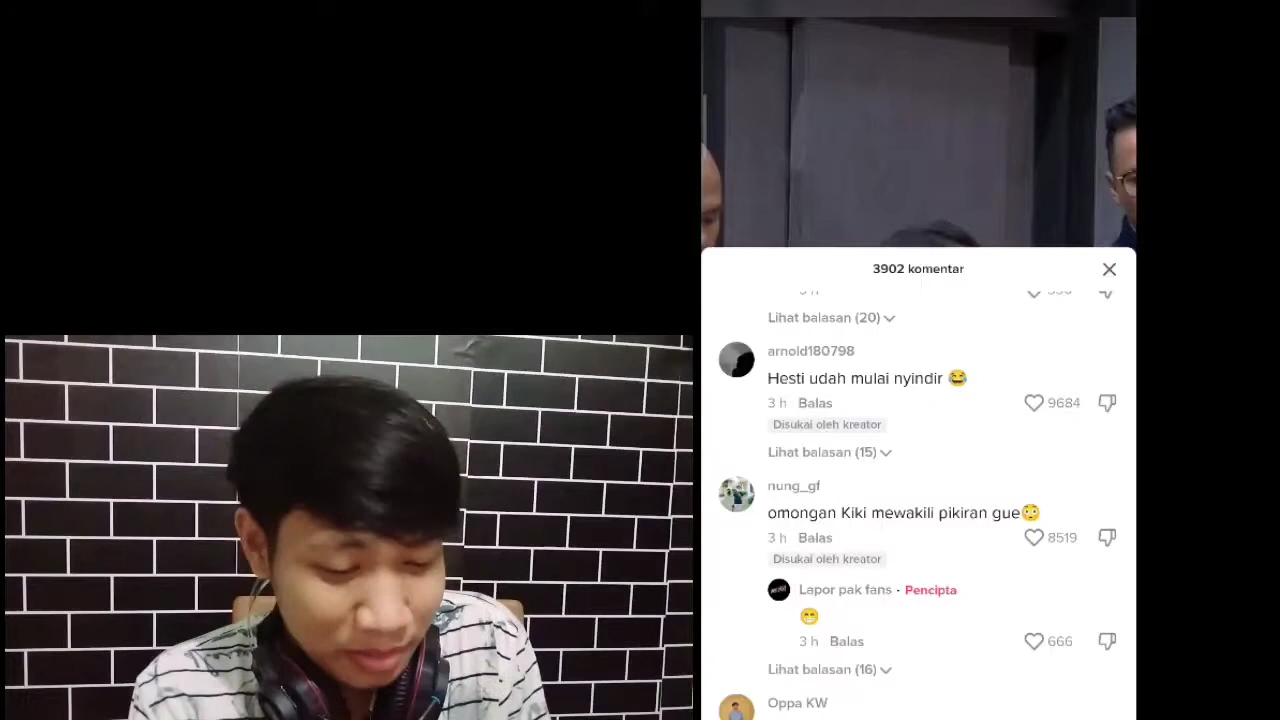 3902 komentar
Lihat balasan (20)
arnold180798
Hesti udah mulai nyindir 😂
3 h Balas 9684
Disukai oleh kreator
Lihat balasan (15)
nung_gf
omongan Kiki mewakili pikiran gue😳
3 h Balas 8519
Disukai oleh kreator
Lapor pak fans · Pencipta
😁
3 h Balas 666
Lihat balasan (16)
Oppa KW